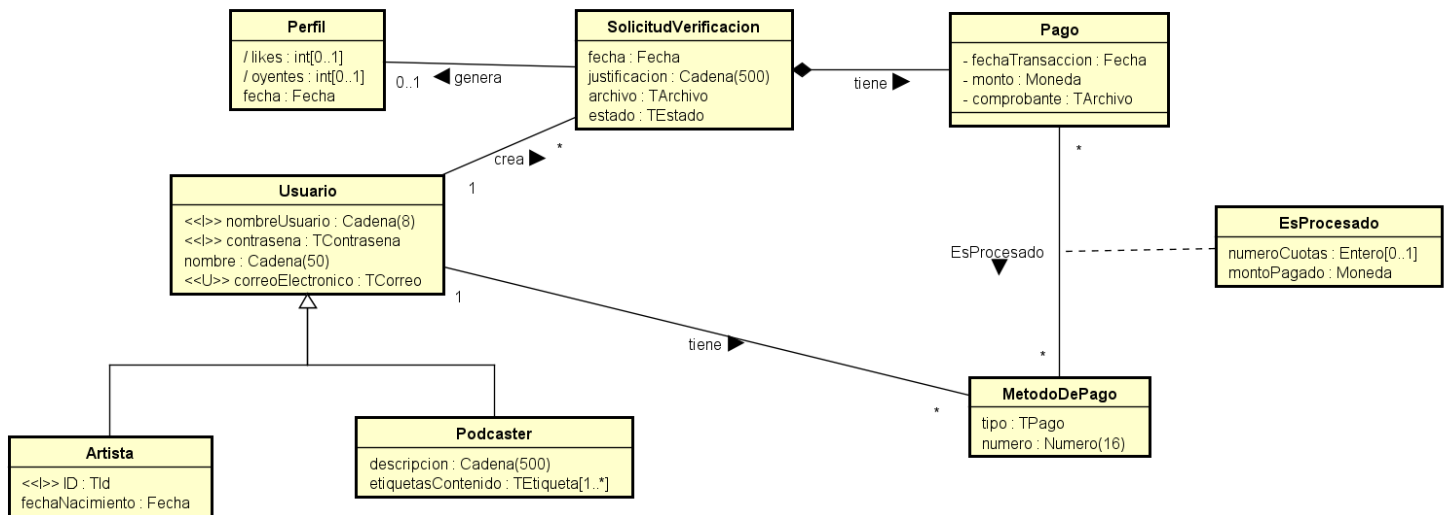 Perfil
/ likes : int[0..1]
/ oyentes : int[0..1]
fecha : Fecha
SolicitudVerificacion
fecha : Fecha
justificacion : Cadena(500)
archivo : TArchivo
estado : TEstado
Pago
- fechaTransaccion : Fecha
- monto : Moneda
- comprobante : TArchivo
0..1
genera
tiene
crea
*
1
*
Usuario
<<I>> nombreUsuario : Cadena(8)
<<I>> contrasena : TContrasena
nombre : Cadena(50)
<<U>> correoElectronico : TCorreo
EsProcesado
EsProcesado
numeroCuotas : Entero[0..1]
montoPagado : Moneda
1
tiene
*
*
MetodoDePago
tipo : TPago
numero : Numero(16)
Artista
<<I>> ID : TId
fechaNacimiento : Fecha
Podcaster
descripcion : Cadena(500)
etiquetasContenido : TEtiqueta[1..*]